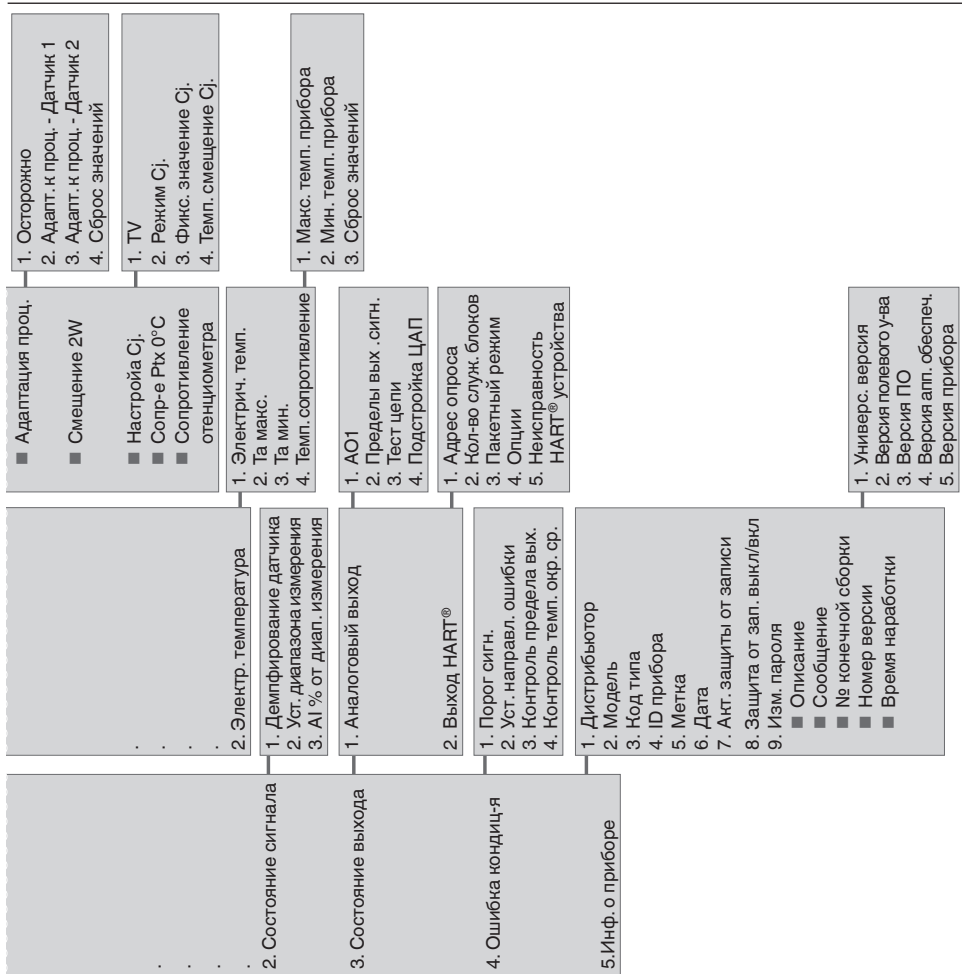 .
.
.
.
2. Состояние сигнала
3. Состояние выхода
4. Ошибка кондиц-я
5.Инф. о приборе
.
.
.
.
2. Электр. температура
1. Демпфирование датчика
2. Уст. диапазона измерения
3. AI % от диап. измерения
1. Аналоговый выход
2. Выход HART®
1. Порог сигн.
2. Уст. направл. ошибки
3. Контроль предела вых.
4. Контроль темп. окр. ср.
1. Дистрибьютор
2. Модель
3. Код типа
4. ID прибора
5. Метка
6. Дата
7. Акт. защиты от записи
8. Защита от зап. выкл/вкл
9. Изм. пароля
■ Описание
■ Сообщение
■ № конечной сборки
■ Номер версии
■ Время наработки
■ Адаптация проц.
■ Смещение 2W
■ Настройа Cj.
■ Сопр-е Ptx 0°C
■ Сопротивление
отенциометра
1. Электрич. темп.
2. Ta макс.
3. Ta мин.
4. Темп. сопротивление
1. AO1
2. Пределы вых .сигн.
3. Тест цепи
4. Подстройка ЦАП
1. Адрес опроса
2. Кол-во служ. блоков
3. Пакетный режим
4. Опции
5. Неисправность
HART® устройства
1. Осторожно
2. Адапт. к проц. - Датчик 1
3. Адапт. к проц. - Датчик 2
4. Сброс значений
1. TV
2. Режим Cj.
3. Фикс. значение Cj.
4. Темп. смещение Cj.
1. Макс. темп. прибора
2. Мин. темп. прибора
3. Сброс значений
1. Универс. версия
2. Версия полевого у-ва
3. Версия ПО
4. Версия апп. обеспеч.
5. Версия прибора